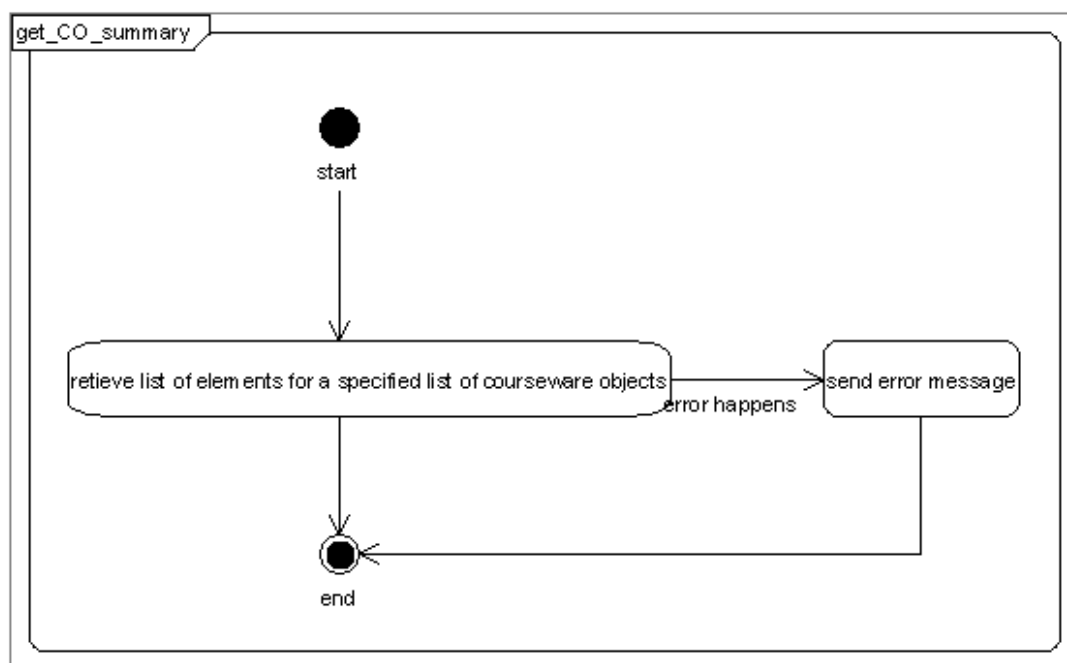 get_CO_summary
start
retieve list of elements for a specified list of courseware objects
error happens
send error message
end